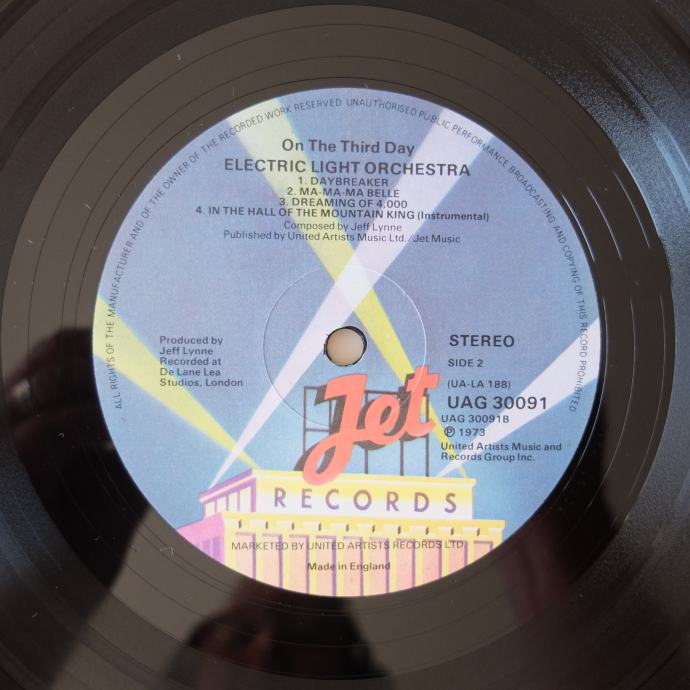 ALL RIGHTS OF THE MANUFACTURER AND OF THE OWNER OF THE RECORDED WORK RESERVED UNAUTHORISED PUBLIC PERFORMANCE BROADCASTING AND COPYING OF THIS RECORD PROHIBITED
On The Third Day
ELECTRIC LIGHT ORCHESTRA
1. DAYBREAKER
2. MA-MA-MA BELLE
3. DREAMING OF 4,000
4. IN THE HALL OF THE MOUNTAIN KING (Instrumental)
Composed by Jeff Lynne
Published by United Artists Music Ltd./Jet Music
Produced by
Jeff Lynne
Recorded at
De Lane Lea
Studios, London
STEREO
SIDE 2
(UA-LA 188)
UAG 30091
UAG 30091B
℗ 1973
United Artists Music and
Records Group Inc.
Jet
RECORDS
MARKETED BY UNITED ARTISTS RECORDS LTD.
Made in England